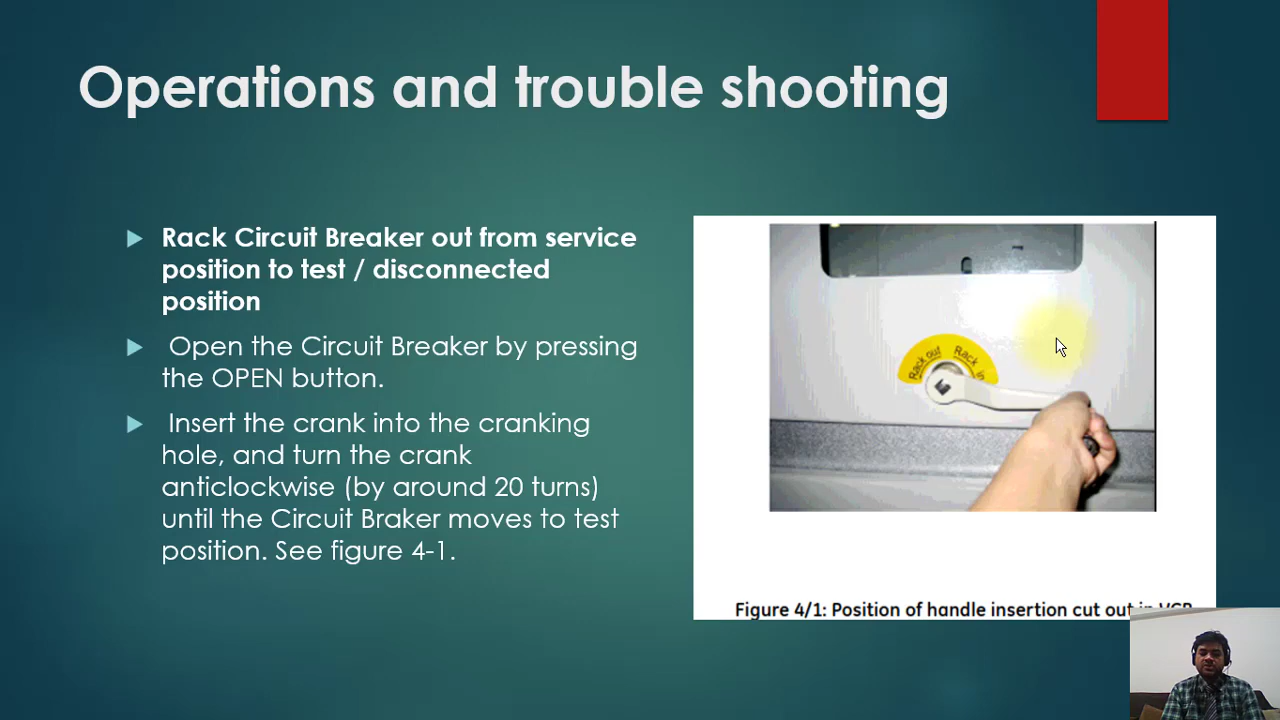 Operations and trouble shooting
Rack Circuit Breaker out from service
position to test / disconnected
position
Open the Circuit Breaker by pressing
the OPEN button.
Insert the crank into the cranking
hole, and turn the crank
anticlockwise (by around 20 turns)
until the Circuit Braker moves to test
position. See figure 4-1.
Rack out Rack in
Figure 4/1: Position of handle insertion cut out in VCB